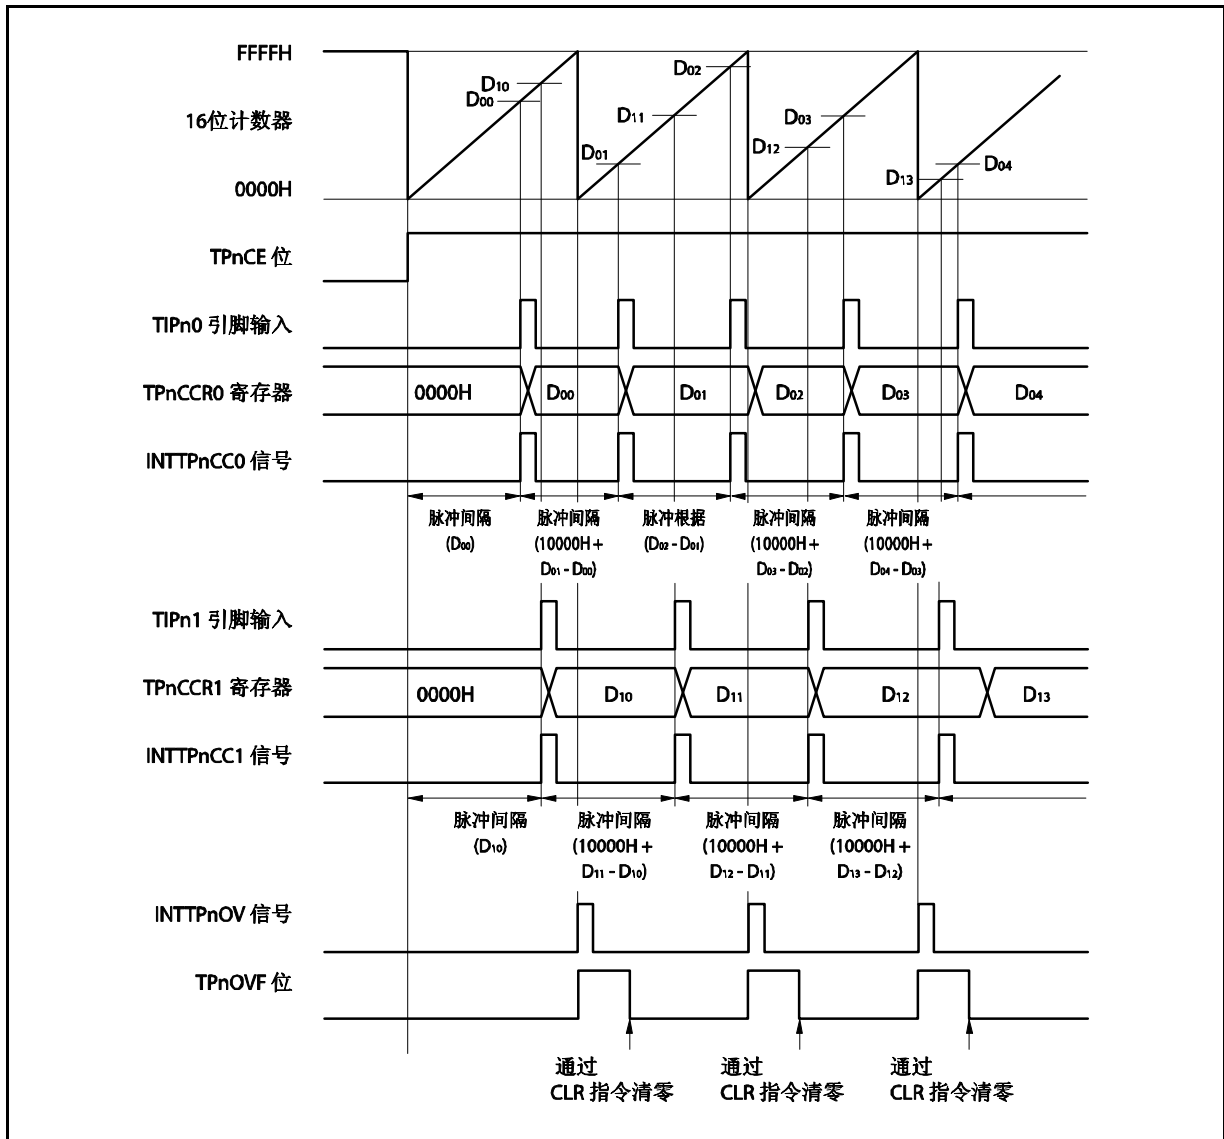 FFFFH
D10
D00
D02
16位计数器
D11
D03
D01
D12
D13
D04
0000H
TPnCE 位
TIPn0 引脚输入
TPnCCR0 寄存器
0000H
D00
D01
D02
D03
D04
INTTPnCC0 信号
脉冲间隔
(D00)
脉冲间隔
(10000H +
D01 - D00)
脉冲根据
(D02 - D01)
脉冲间隔
(10000H +
D03 - D02)
脉冲间隔
(10000H +
D04 - D03)
TIPn1 引脚输入
TPnCCR1 寄存器
0000H
D10
D11
D12
D13
INTTPnCC1 信号
脉冲间隔
(D10)
脉冲间隔
(10000H +
D11 - D10)
脉冲间隔
(10000H +
D12 - D11)
脉冲间隔
(10000H +
D13 - D12)
INTTPnOV 信号
TPnOVF 位
通过
CLR 指令清零
通过
CLR 指令清零
通过
CLR 指令清零